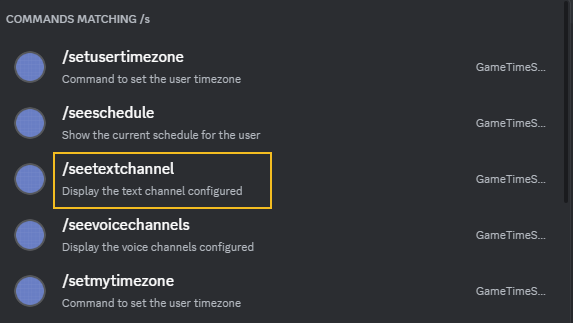 COMMANDS MATCHING /s
/setusertimezone
Command to set the user timezone
GameTimeS...
/seeschedule
Show the current schedule for the user
GameTimeS...
/seetextchannel
Display the text channel configured
GameTimeS...
/seevoicechannels
Display the voice channels configured
GameTimeS...
/setmytimezone
Command to set the user timezone
GameTimeS...